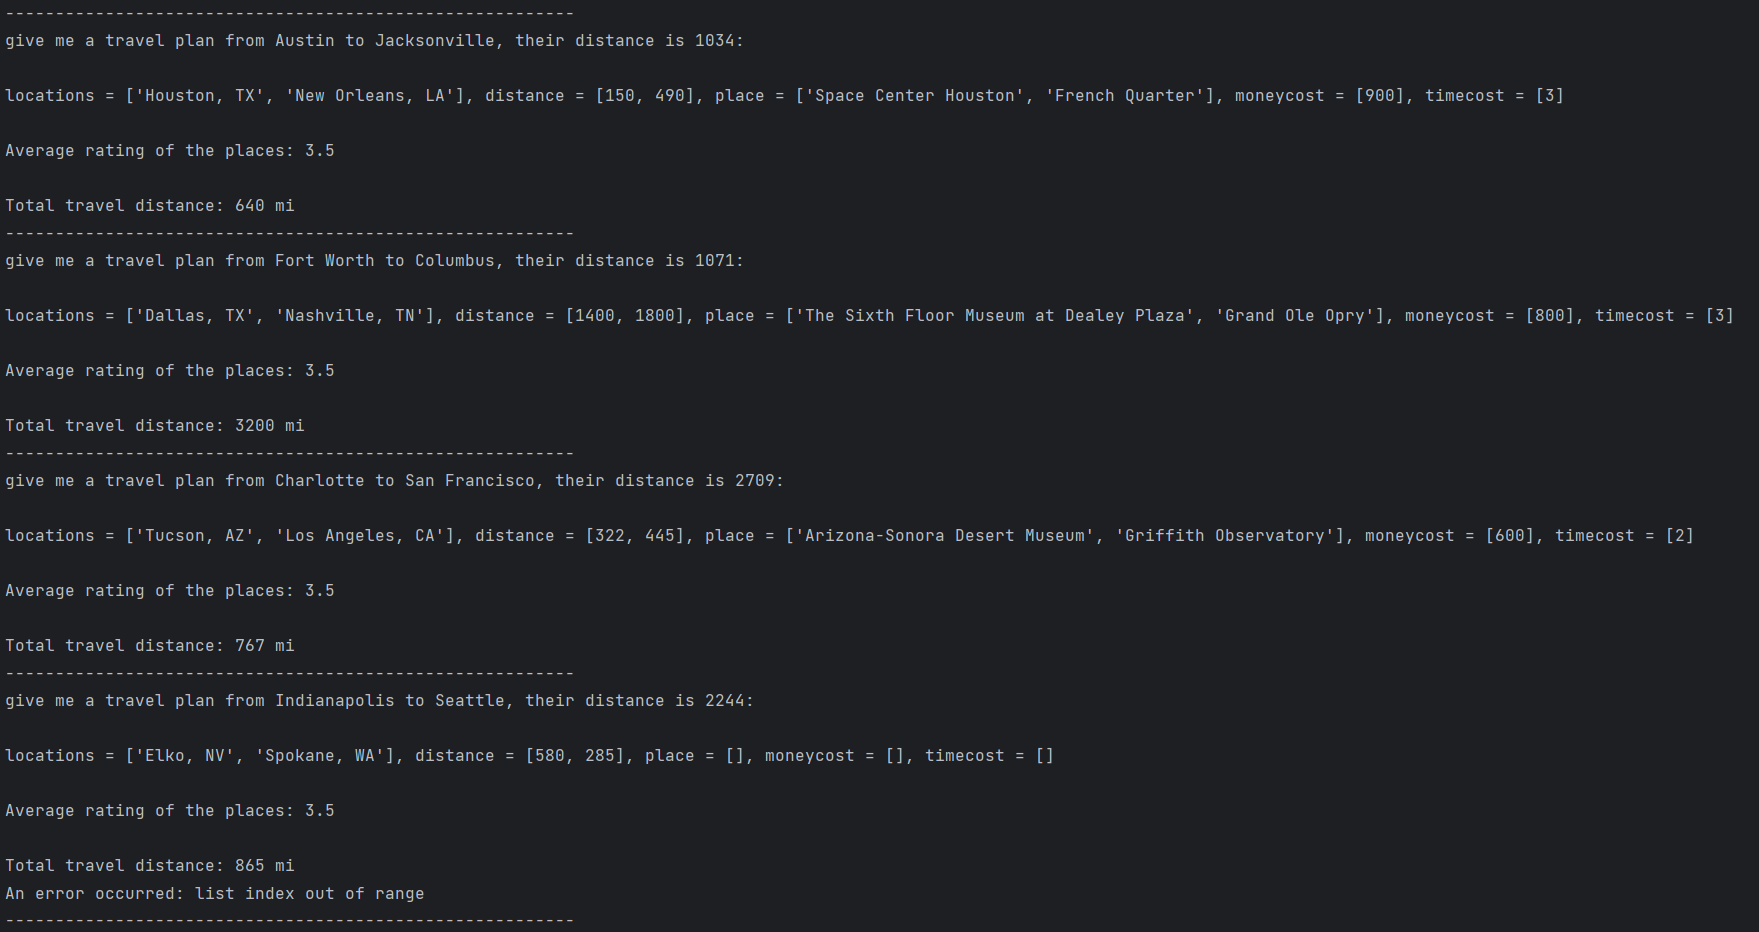 ---------------------------------------------------------
give me a travel plan from Austin to Jacksonville, their distance is 1034:
locations = ['Houston, TX', 'New Orleans, LA'], distance = [150, 490], place = ['Space Center Houston', 'French Quarter'], moneycost = [900], timecost = [3]
Average rating of the places: 3.5
Total travel distance: 640 mi
---------------------------------------------------------
give me a travel plan from Fort Worth to Columbus, their distance is 1071:
locations = ['Dallas, TX', 'Nashville, TN'], distance = [1400, 1800], place = ['The Sixth Floor Museum at Dealey Plaza', 'Grand Ole Opry'], moneycost = [800], timecost = [3]
Average rating of the places: 3.5
Total travel distance: 3200 mi
---------------------------------------------------------
give me a travel plan from Charlotte to San Francisco, their distance is 2709:
locations = ['Tucson, AZ', 'Los Angeles, CA'], distance = [322, 445], place = ['Arizona-Sonora Desert Museum', 'Griffith Observatory'], moneycost = [600], timecost = [2]
Average rating of the places: 3.5
Total travel distance: 767 mi
---------------------------------------------------------
give me a travel plan from Indianapolis to Seattle, their distance is 2244:
locations = ['Elko, NV', 'Spokane, WA'], distance = [580, 285], place = [], moneycost = [], timecost = []
Average rating of the places: 3.5
Total travel distance: 865 mi
An error occurred: list index out of range
---------------------------------------------------------